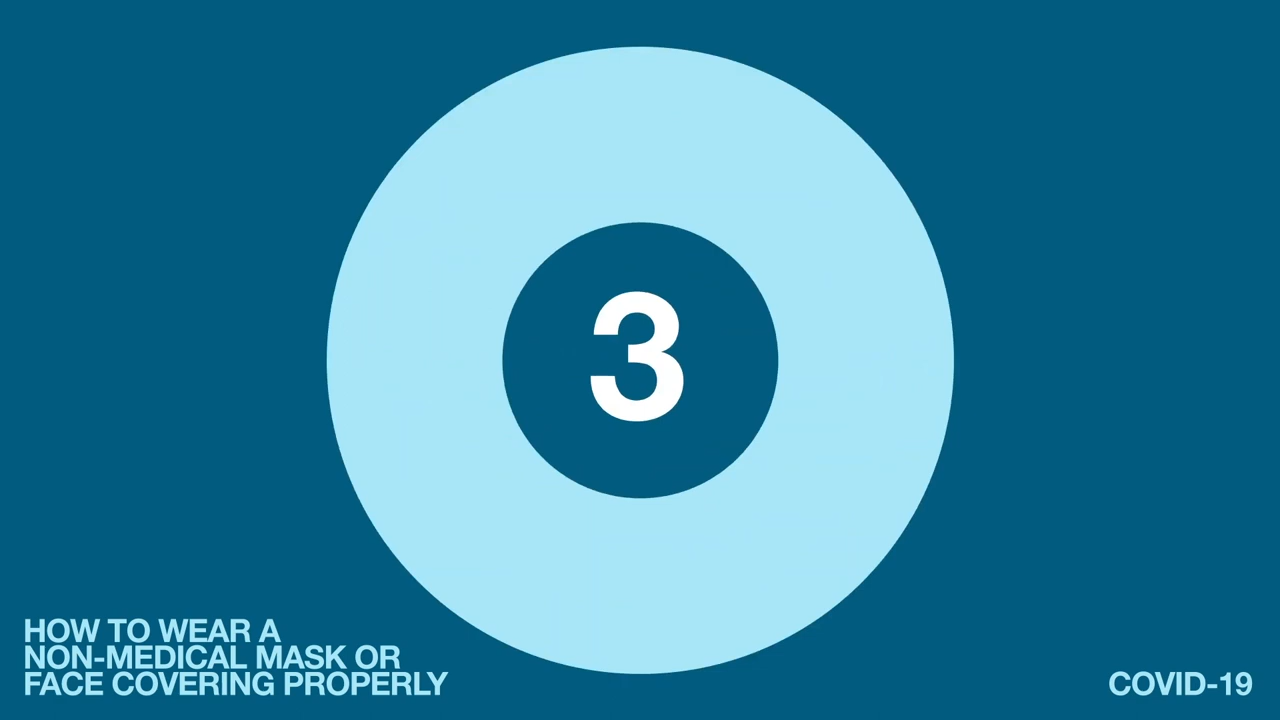 3
HOW TO WEAR A
NON-MEDICAL MASK OR
FACE COVERING PROPERLY
COVID-19